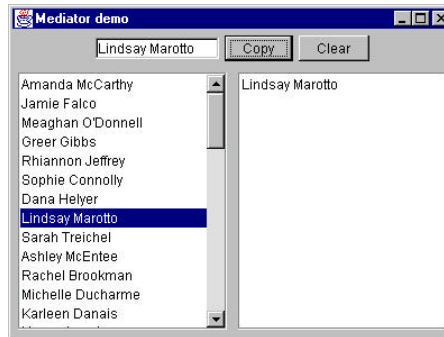 Mediator demo
Lindsay Marotto Copy Clear
Amanda McCarthy
Jamie Falco
Meaghan O'Donnell
Greer Gibbs
Rhiannon Jeffrey
Sophie Connolly
Dana Helyer
Lindsay Marotto
Sarah Treichel
Ashley McEntee
Rachel Brookman
Michelle Ducharme
Karleen Danais
Lindsay Marotto